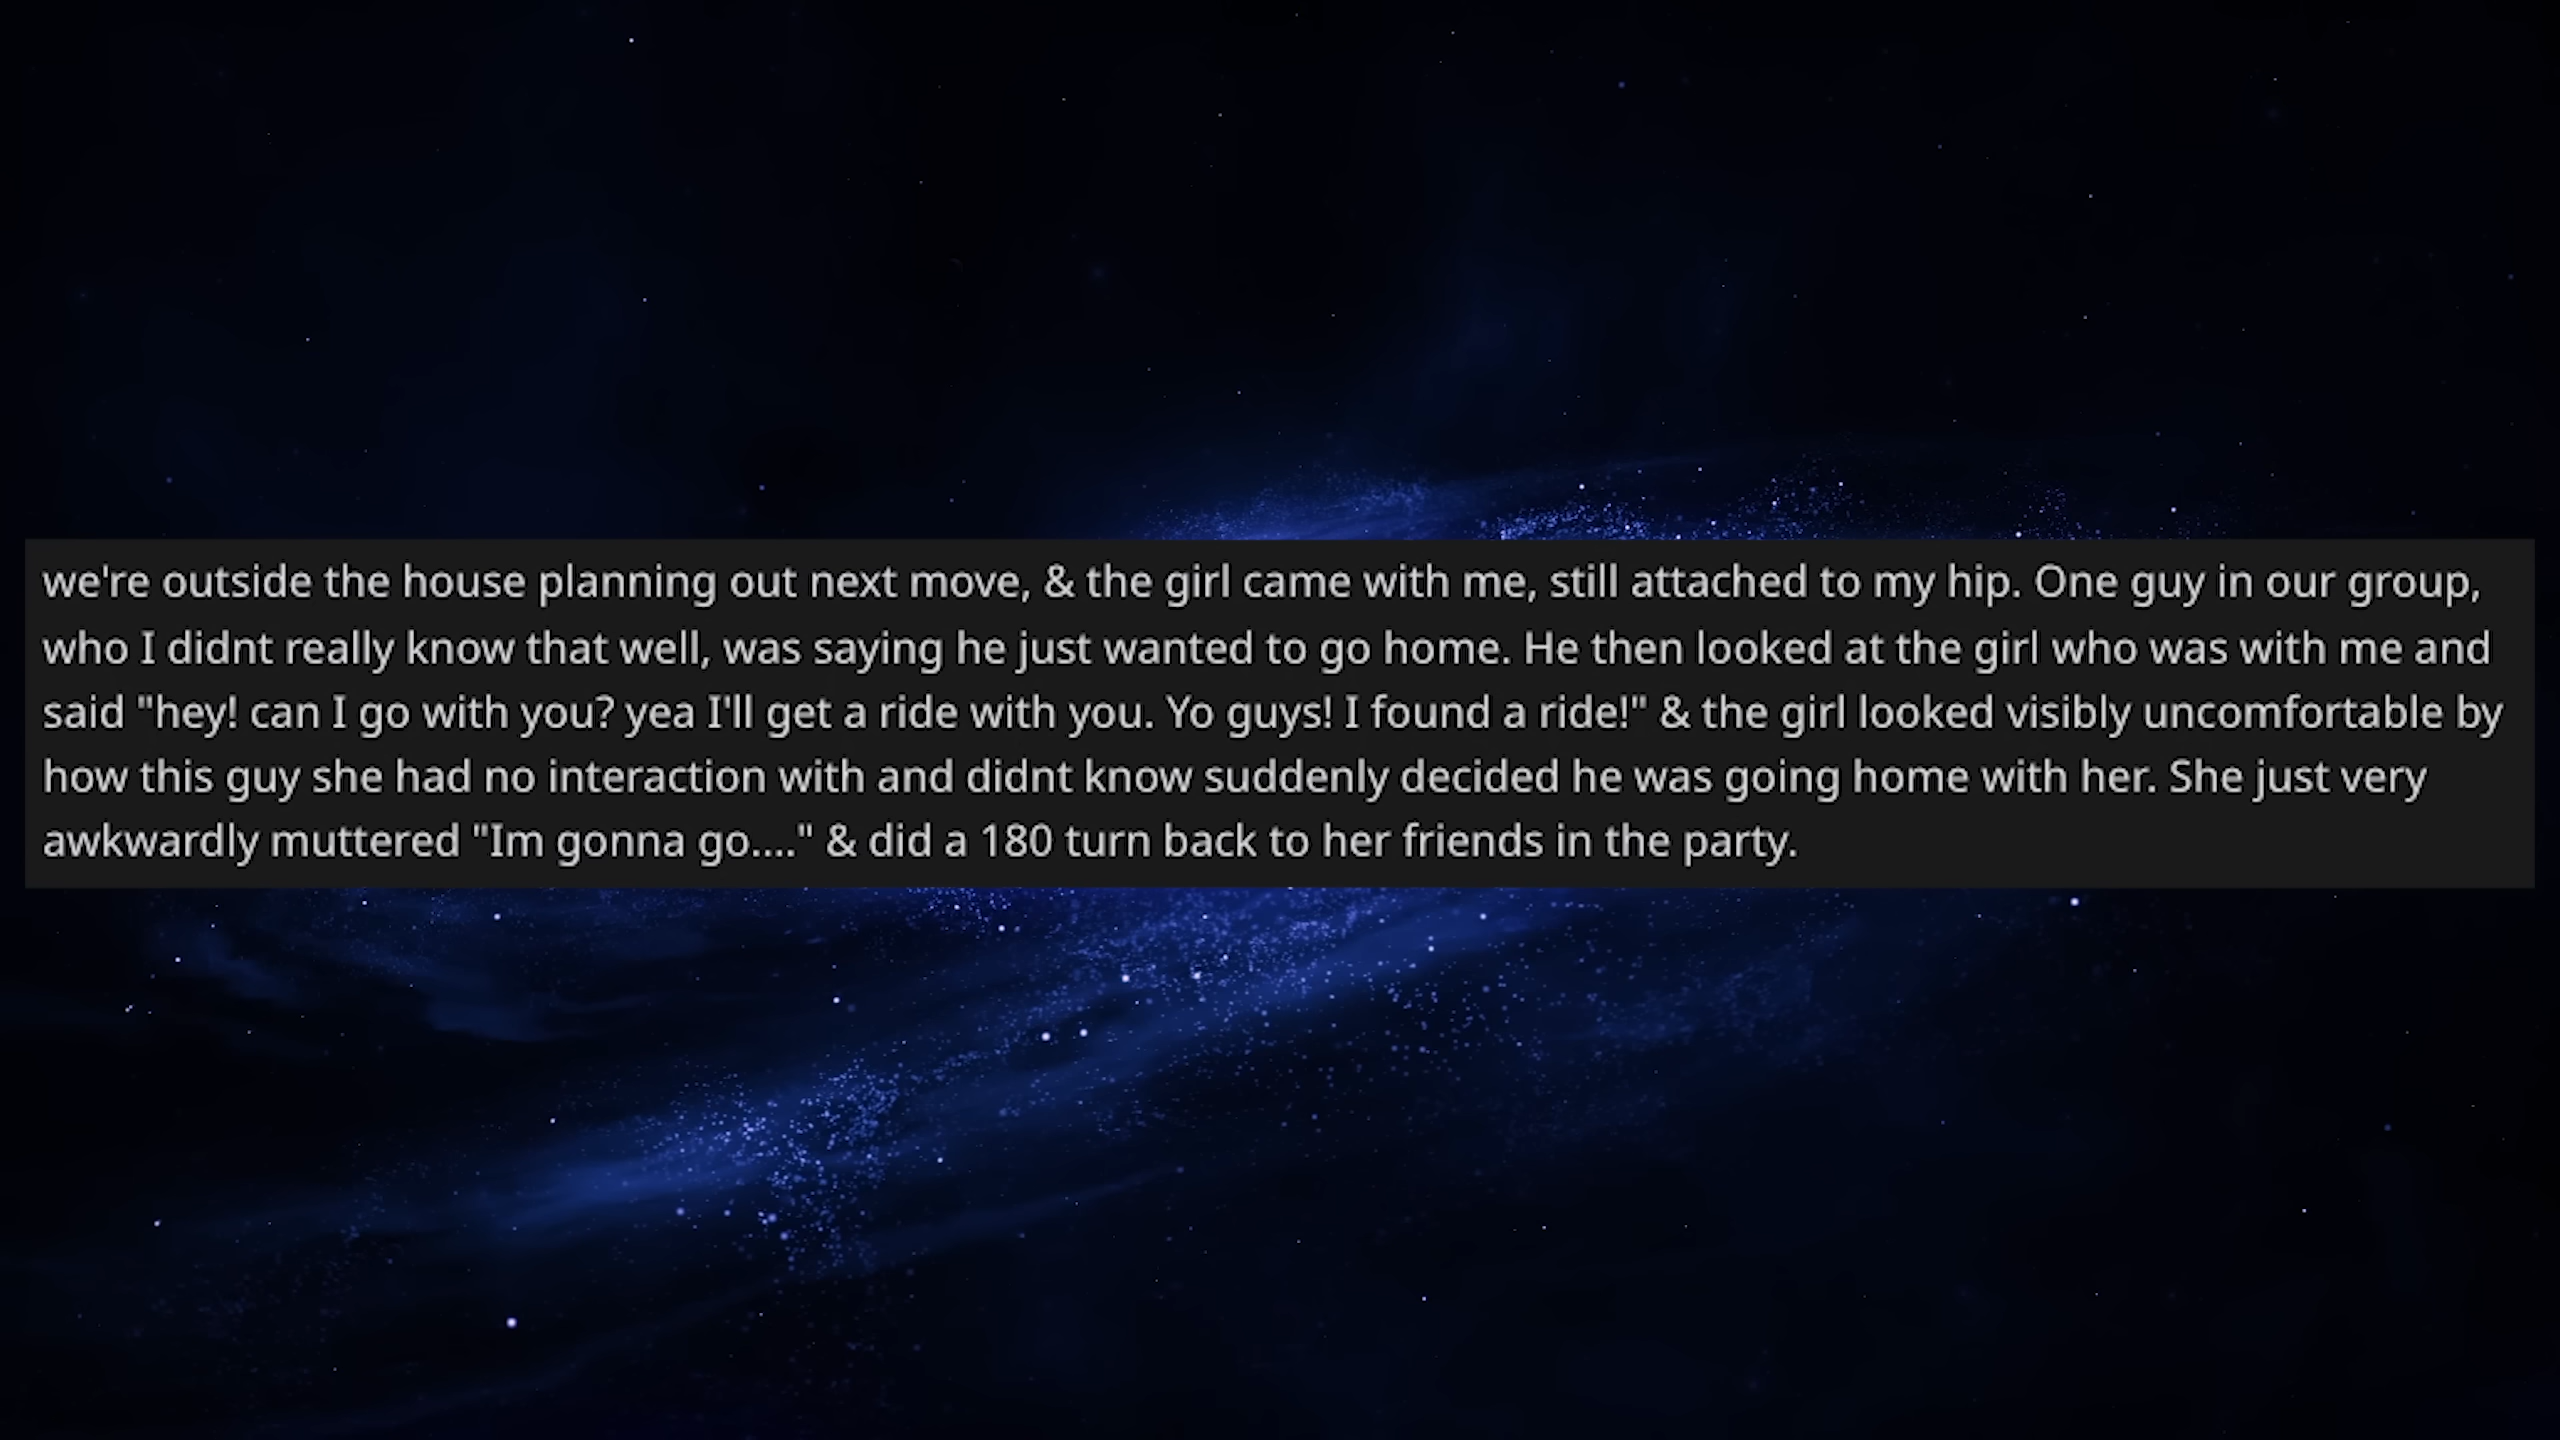 we're outside the house planning out next move, & the girl came with me, still attached to my hip. One guy in our group,
who I didnt really know that well, was saying he just wanted to go home. He then looked at the girl who was with me and
said "hey! can I go with you? yea I'll get a ride with you. Yo guys! I found a ride!" & the girl looked visibly uncomfortable by
how this guy she had no interaction with and didnt know suddenly decided he was going home with her. She just very
awkwardly muttered "Im gonna go...." & did a 180 turn back to her friends in the party.